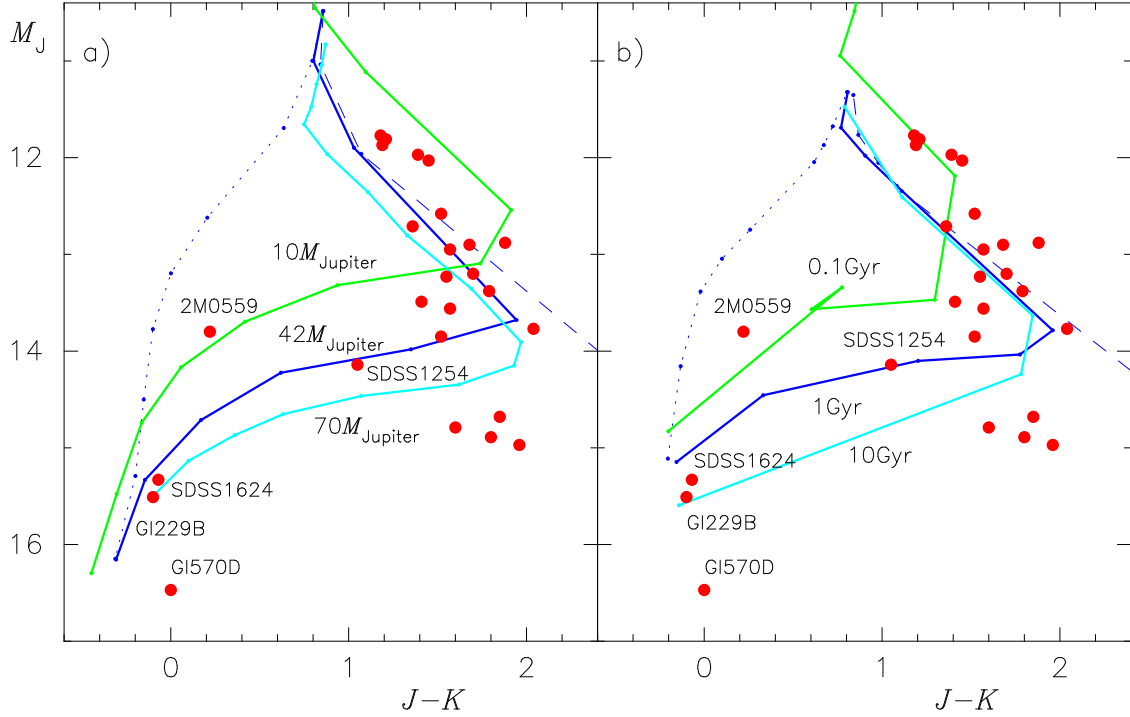 M_J
a)
b)
12
14
16
10M_Jupiter
2M0559
42M_Jupiter
SDSS1254
70M_Jupiter
SDSS1624
Gl229B
Gl570D
0.1Gyr
2M0559
SDSS1254
1Gyr
10Gyr
SDSS1624
Gl229B
Gl570D
0
1
2
0
1
2
J−K
J−K